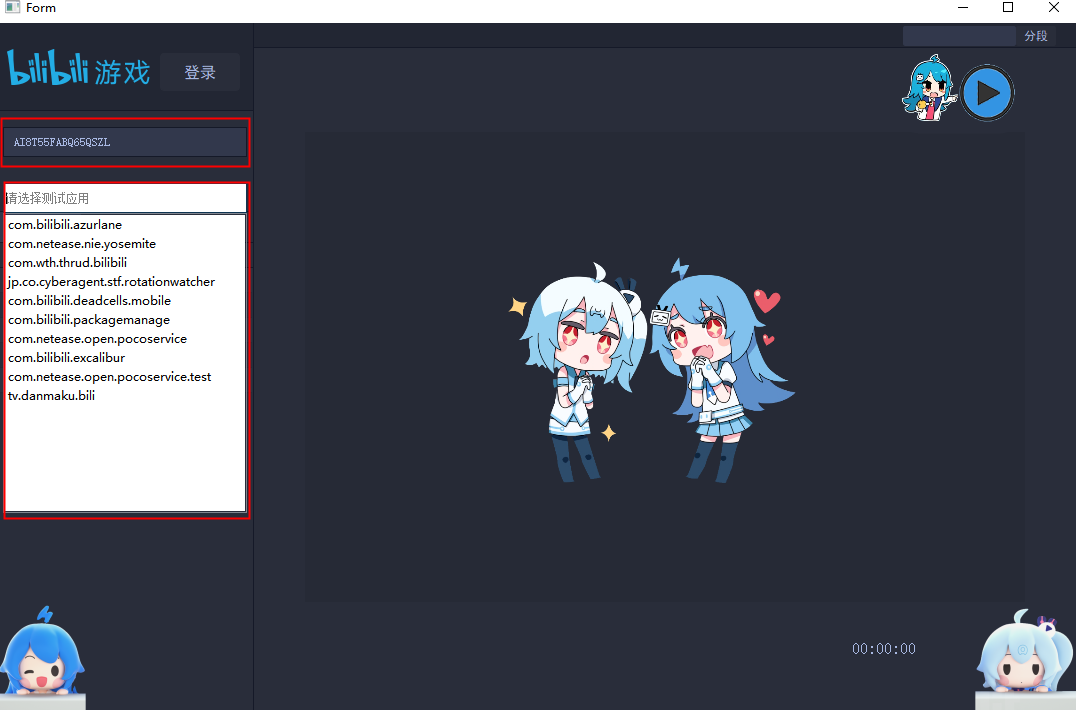 Form
分段
bilibili 游戏
登录
AI8T55FABQ65QSZL
请选择测试应用
com.bilibili.azurlane
com.netease.nie.yosemite
com.wth.thrud.bilibili
jp.co.cyberagent.stf.rotationwatcher
com.bilibili.deadcells.mobile
com.bilibili.packagemanage
com.netease.open.pocoservice
com.bilibili.excalibur
com.netease.open.pocoservice.test
tv.danmaku.bili
00:00:00